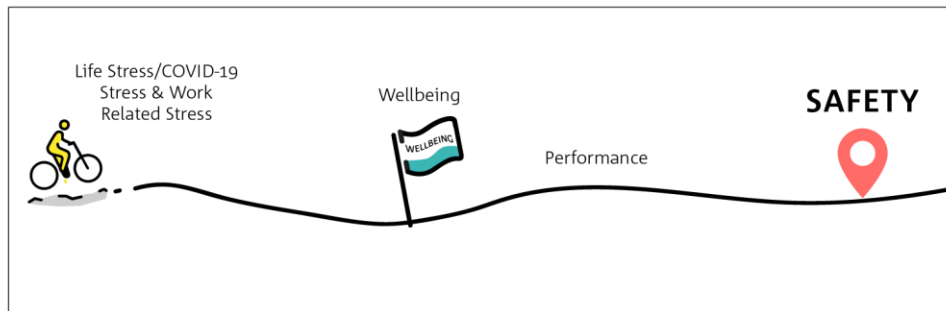 Life Stress/COVID-19
Stress & Work
Related Stress
Wellbeing
WELLBEING
Performance
SAFETY